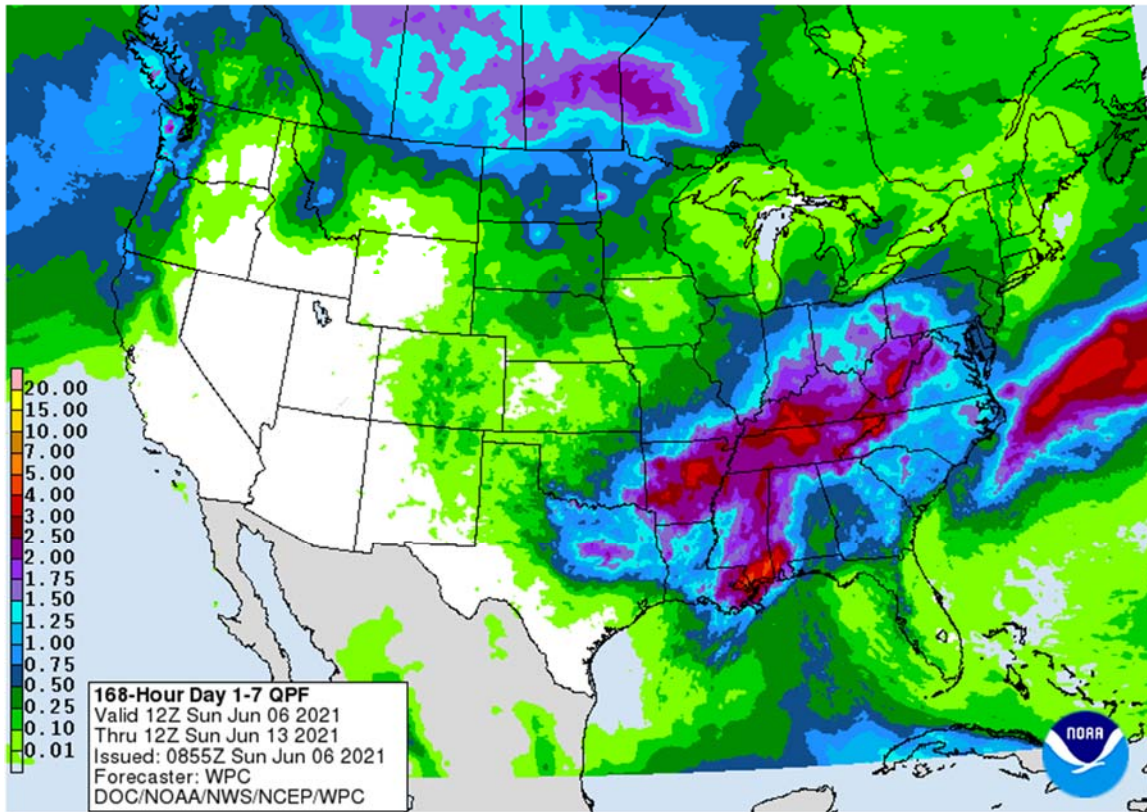 20.00
15.00
10.00
7.00
5.00
4.00
3.00
2.50
2.00
1.75
1.50
1.25
1.00
0.75
0.50
0.25
0.10
0.01
168-Hour Day 1-7 QPF
Valid 12Z Sun Jun 06 2021
Thru 12Z Sun Jun 13 2021
Issued: 0855Z Sun Jun 06 2021
Forecaster: WPC
DOC/NOAA/NWS/NCEP/WPC
NOAA